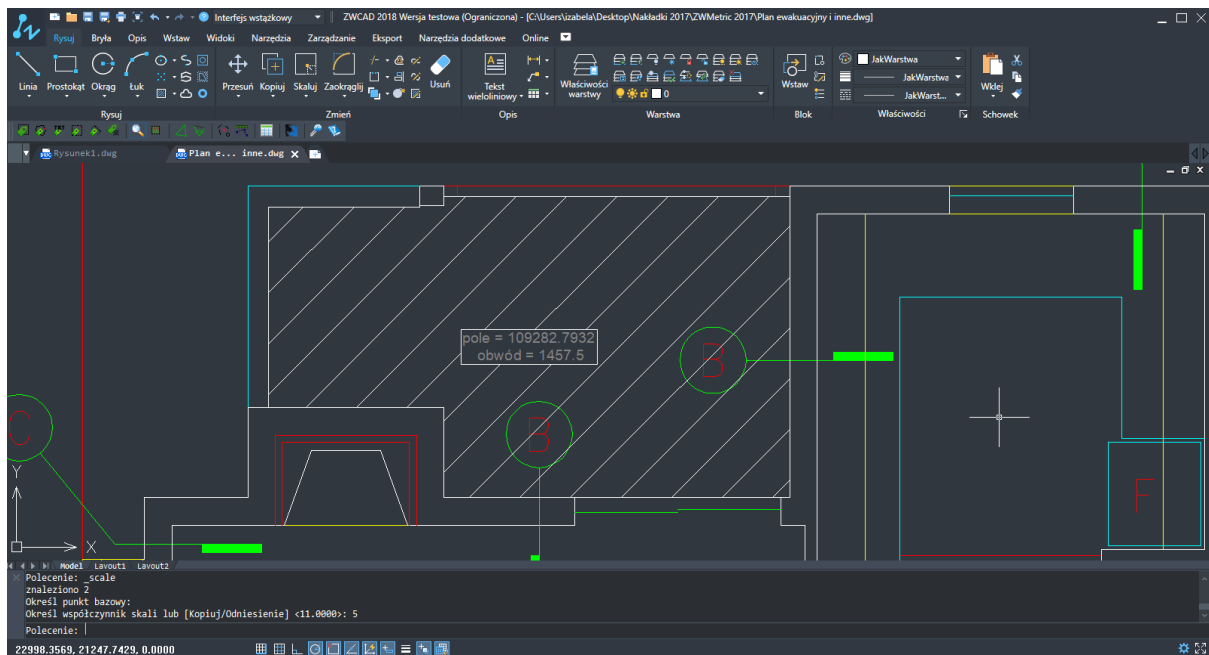 Interfejs wstążkowy
ZWCAD 2018 Wersja testowa (Ograniczona) - [C:\Users\izabela\Desktop\Nakładki 2017\ZWMetric 2017\Plan ewakuacyjny i inne.dwg]
Rysuj Bryła Opis Wstaw Widoki Narzędzia Zarządzanie Eksport Narzędzia dodatkowe Online
Linia Prostokąt Okrąg Łuk
Przesuń Kopiuj Skaluj Zaokrąglij Usuń
Tekst wieloliniowy
Właściwości warstwy
0
Wstaw
JakWarstwa
JakWarstwa
JakWarst...
Wklej
Rysuj Zmień Opis Warstwa Blok Właściwości Schowek
Rysunek1.dwg Plan e... inne.dwg
pole = 109282.7932
obwód = 1457.5
B
B
C
F
Y
X
Model Layout1 Layout2
Polecenie: _scale
znaleziono 2
Określ punkt bazowy:
Określ współczynnik skali lub [Kopiuj/Odniesienie] <11.0000>: 5
Polecenie:
22998.3569, 21247.7429, 0.0000